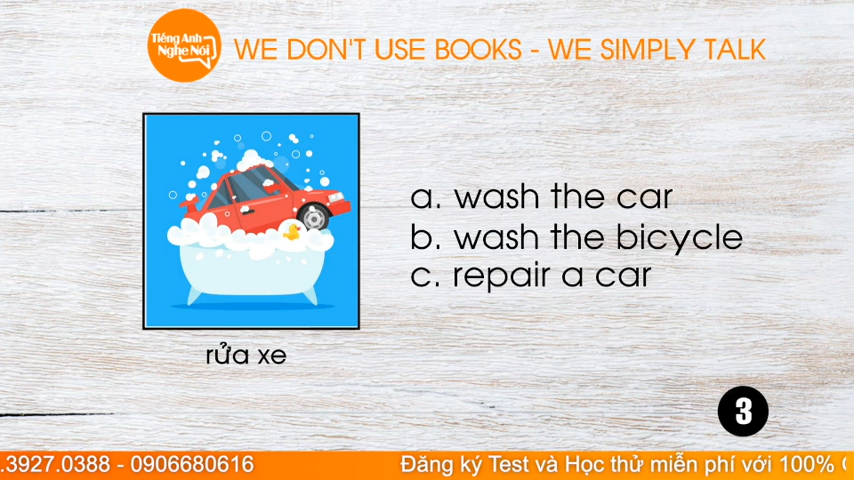 Tiếng Anh
Nghe Nói
WE DON'T USE BOOKS - WE SIMPLY TALK
a. wash the car
b. wash the bicycle
c. repair a car
rửa xe
3
.3927.0388 - 0906680616 Đăng ký Test và Học thử miễn phí với 100%